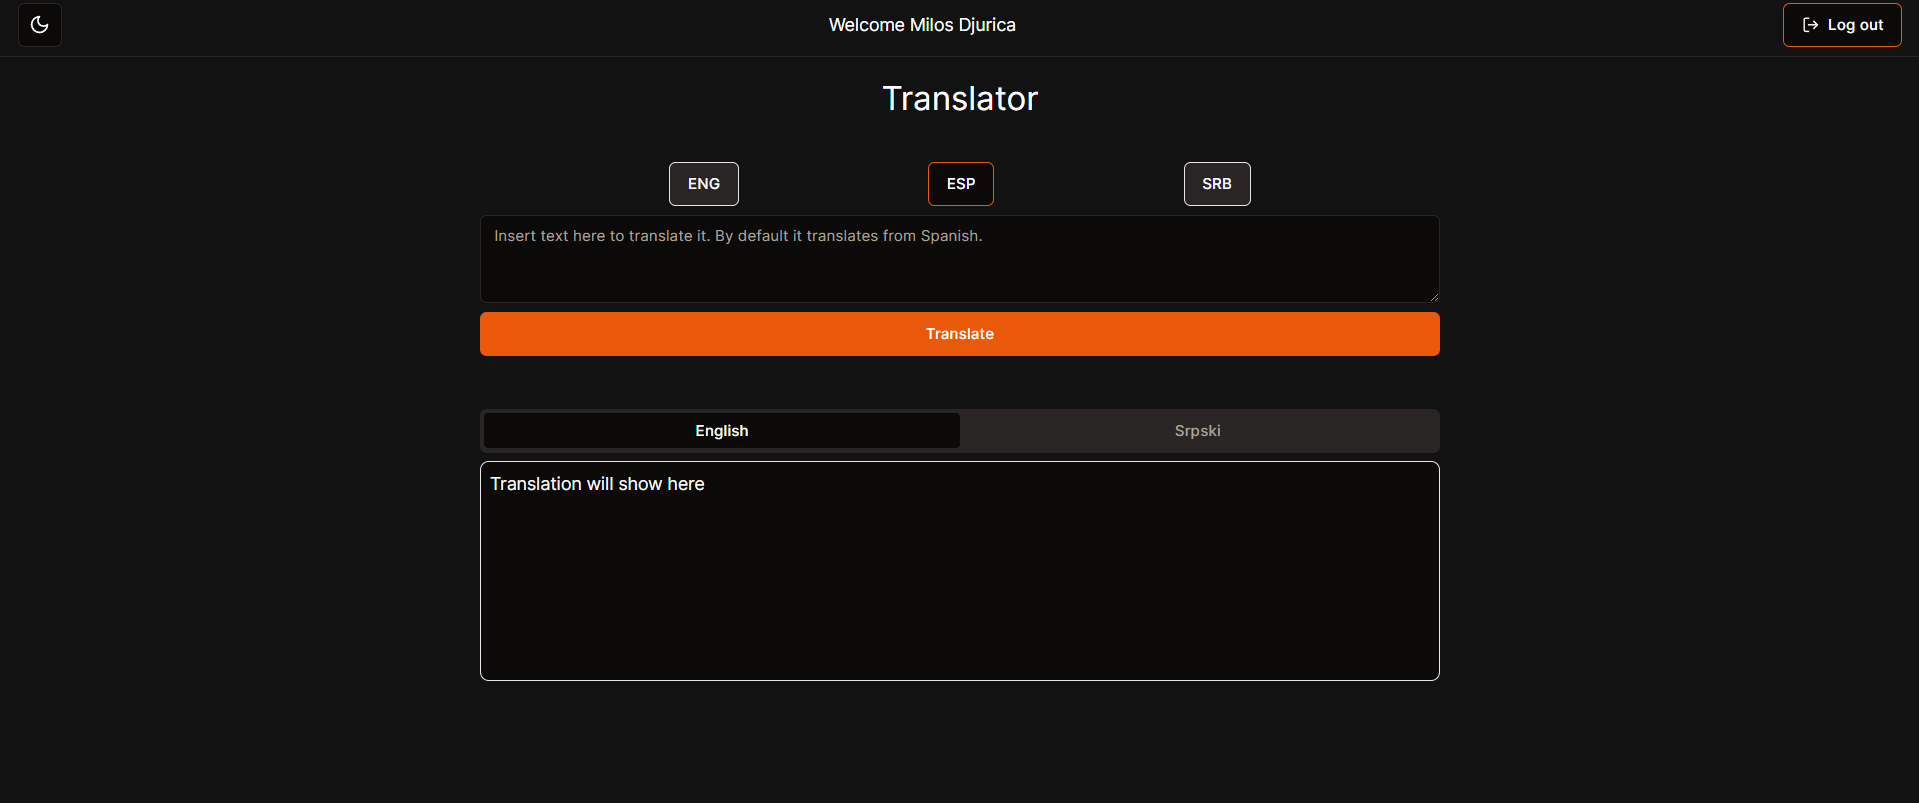 Welcome Milos Djurica
Log out
Translator
ENG
ESP
SRB
Insert text here to translate it. By default it translates from Spanish.
Translate
English
Srpski
Translation will show here